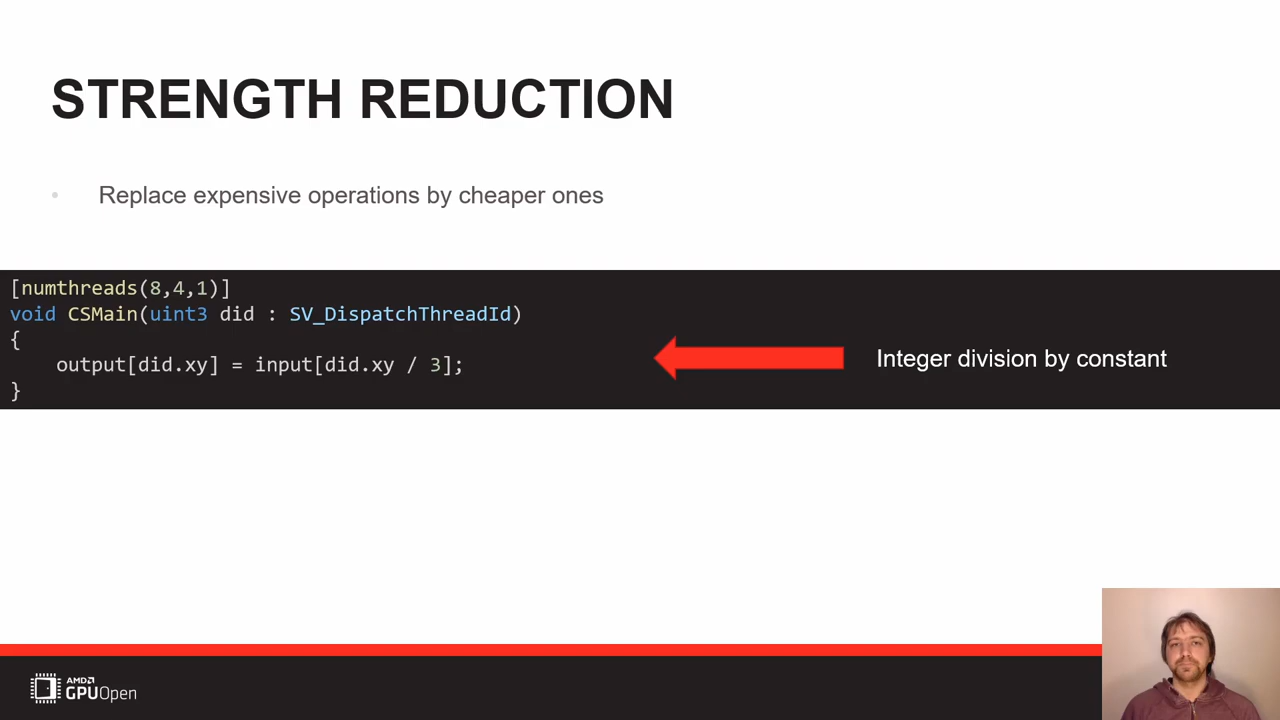 STRENGTH REDUCTION
• Replace expensive operations by cheaper ones
[numthreads(8,4,1)]
void CSMain(uint3 did : SV_DispatchThreadId)
{
    output[did.xy] = input[did.xy / 3];
}
Integer division by constant
AMD
GPUOpen